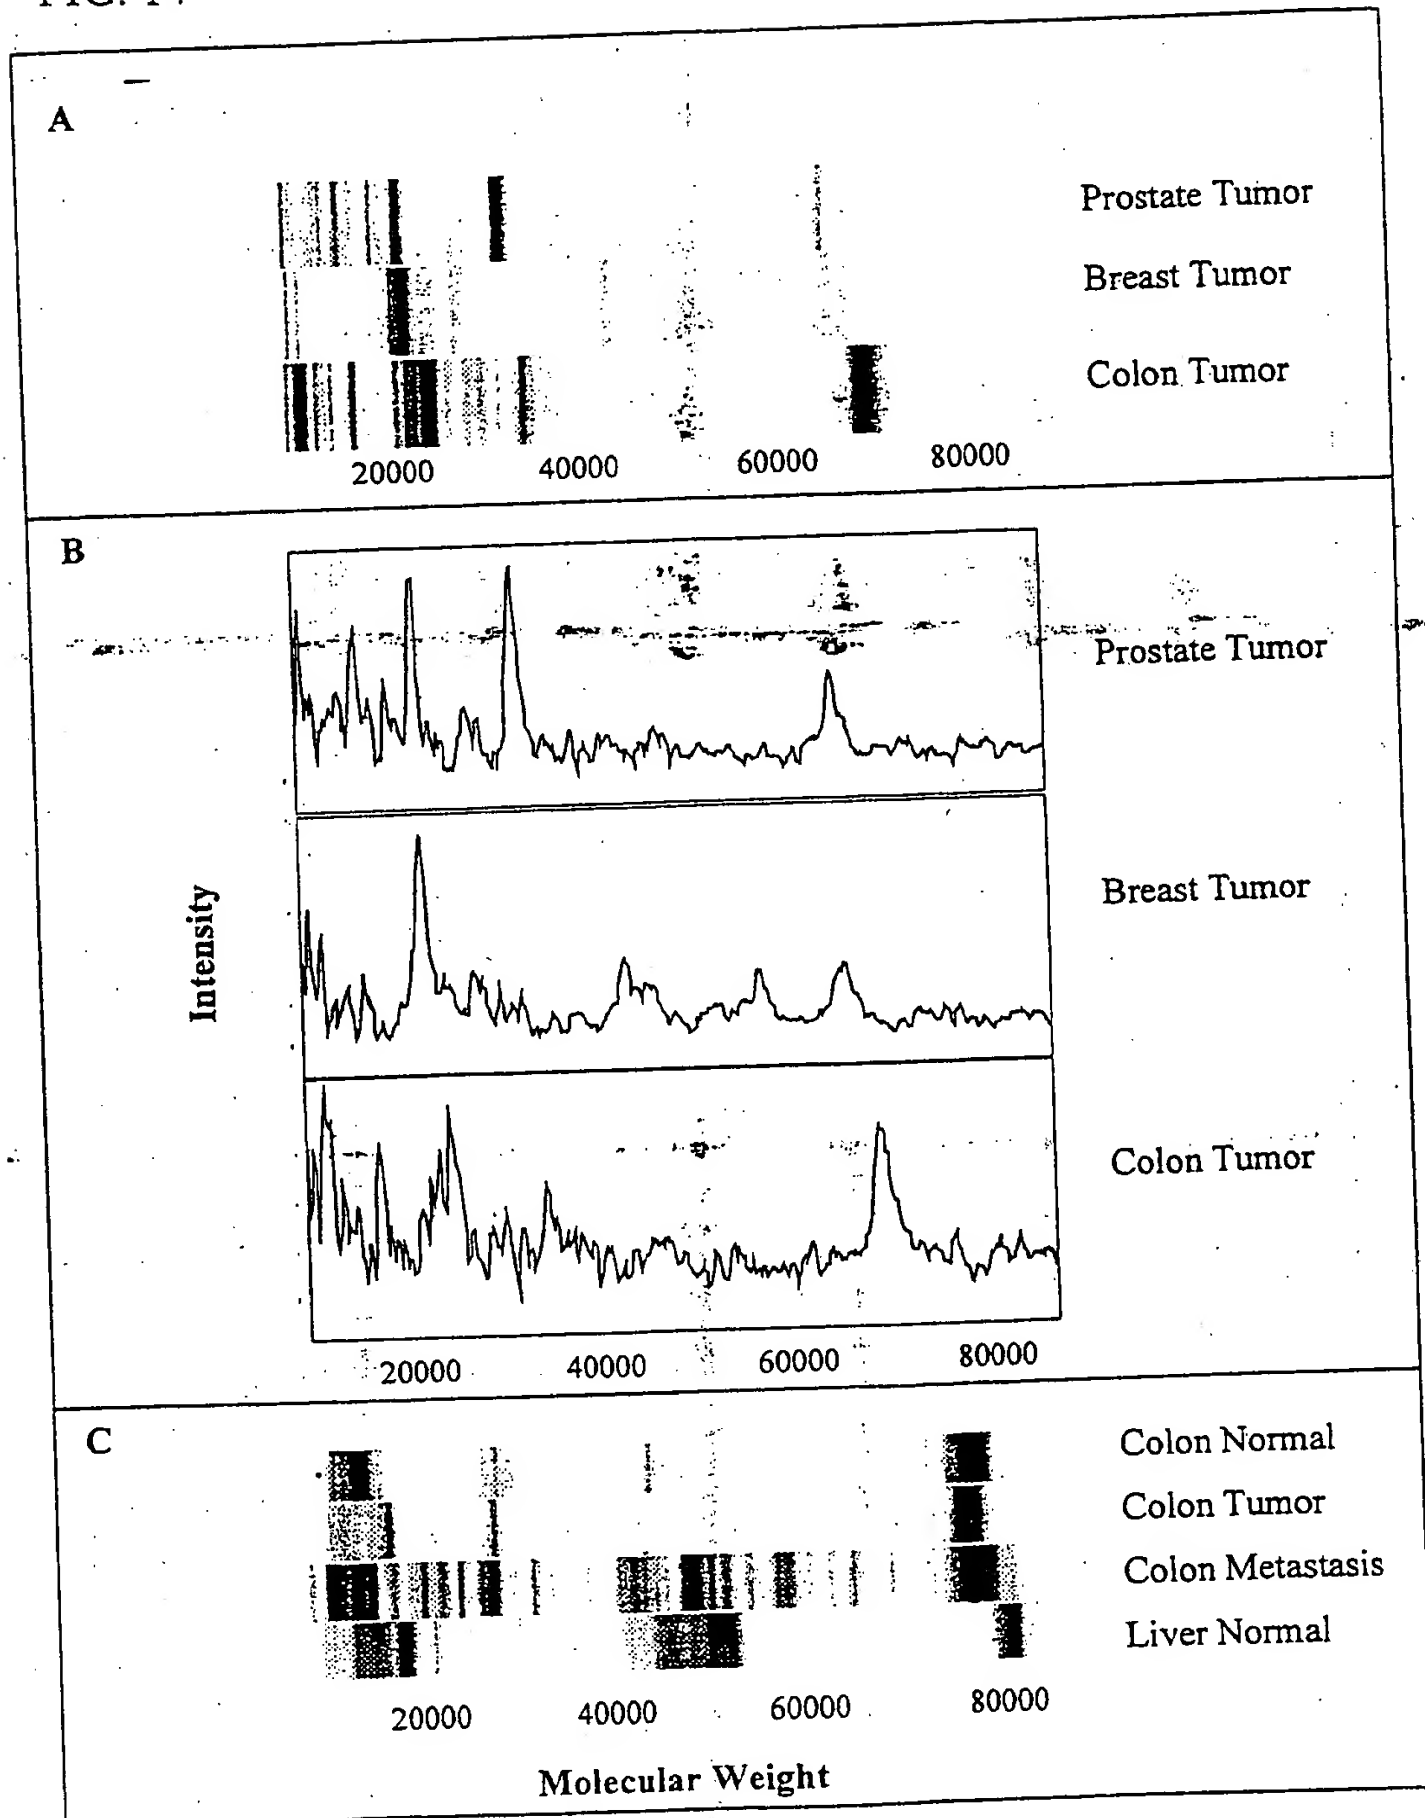 A
Prostate Tumor
Breast Tumor
Colon Tumor
20000 40000 60000 80000
B
Prostate Tumor
Breast Tumor
Intensity
Colon Tumor
20000 40000 60000 80000
C
Colon Normal
Colon Tumor
Colon Metastasis
Liver Normal
20000 40000 60000 80000
Molecular Weight